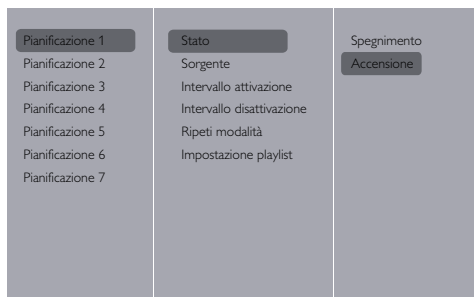 Pianificazione 1
Pianificazione 2
Pianificazione 3
Pianificazione 4
Pianificazione 5
Pianificazione 6
Pianificazione 7
Stato
Sorgente
Intervallo attivazione
Intervallo disattivazione
Ripeti modalità
Impostazione playlist
Spegnimento
Accensione